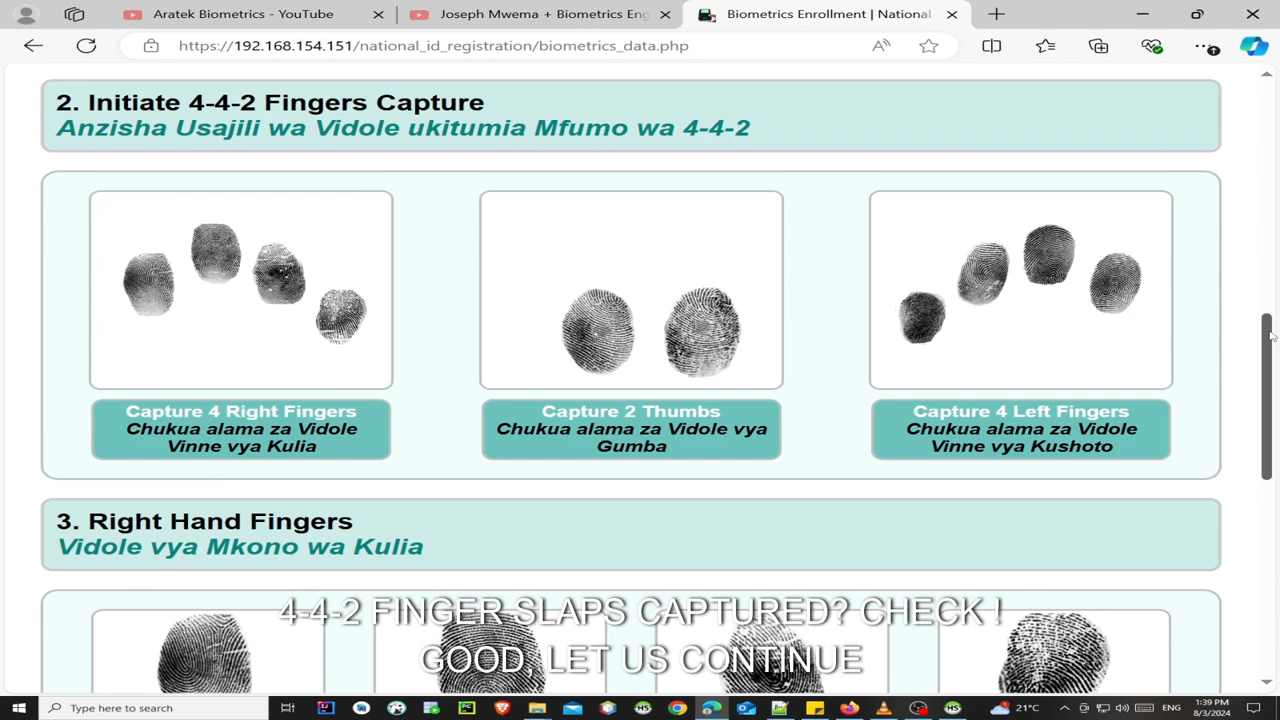 Aratek Biometrics - YouTube
Joseph Mwema + Biometrics Eng
Biometrics Enrollment | National
https://192.168.154.151/national_id_registration/biometrics_data.php
2. Initiate 4-4-2 Fingers Capture
Anzisha Usajili wa Vidole ukitumia Mfumo wa 4-4-2
Capture 4 Right Fingers
Chukua alama za Vidole
Vinne vya Kulia
Capture 2 Thumbs
Chukua alama za Vidole vya
Gumba
Capture 4 Left Fingers
Chukua alama za Vidole
Vinne vya Kushoto
3. Right Hand Fingers
Vidole vya Mkono wa Kulia
4-4-2 FINGER SLAPS CAPTURED? CHECK !
GOOD, LET US CONTINUE
Type here to search
21°C
ENG
1:39 PM
8/3/2024